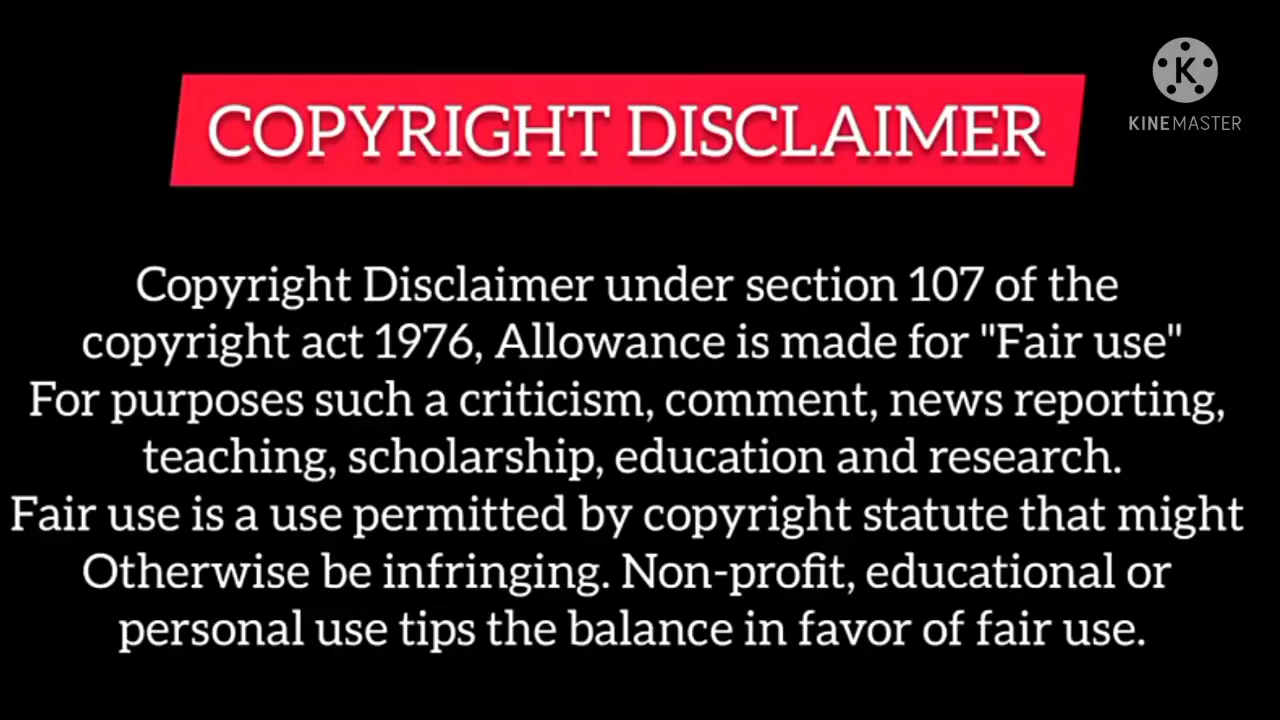 COPYRIGHT DISCLAIMER
K
KINEMASTER
Copyright Disclaimer under section 107 of the
copyright act 1976, Allowance is made for "Fair use"
For purposes such a criticism, comment, news reporting,
teaching, scholarship, education and research.
Fair use is a use permitted by copyright statute that might
Otherwise be infringing. Non-profit, educational or
personal use tips the balance in favor of fair use.